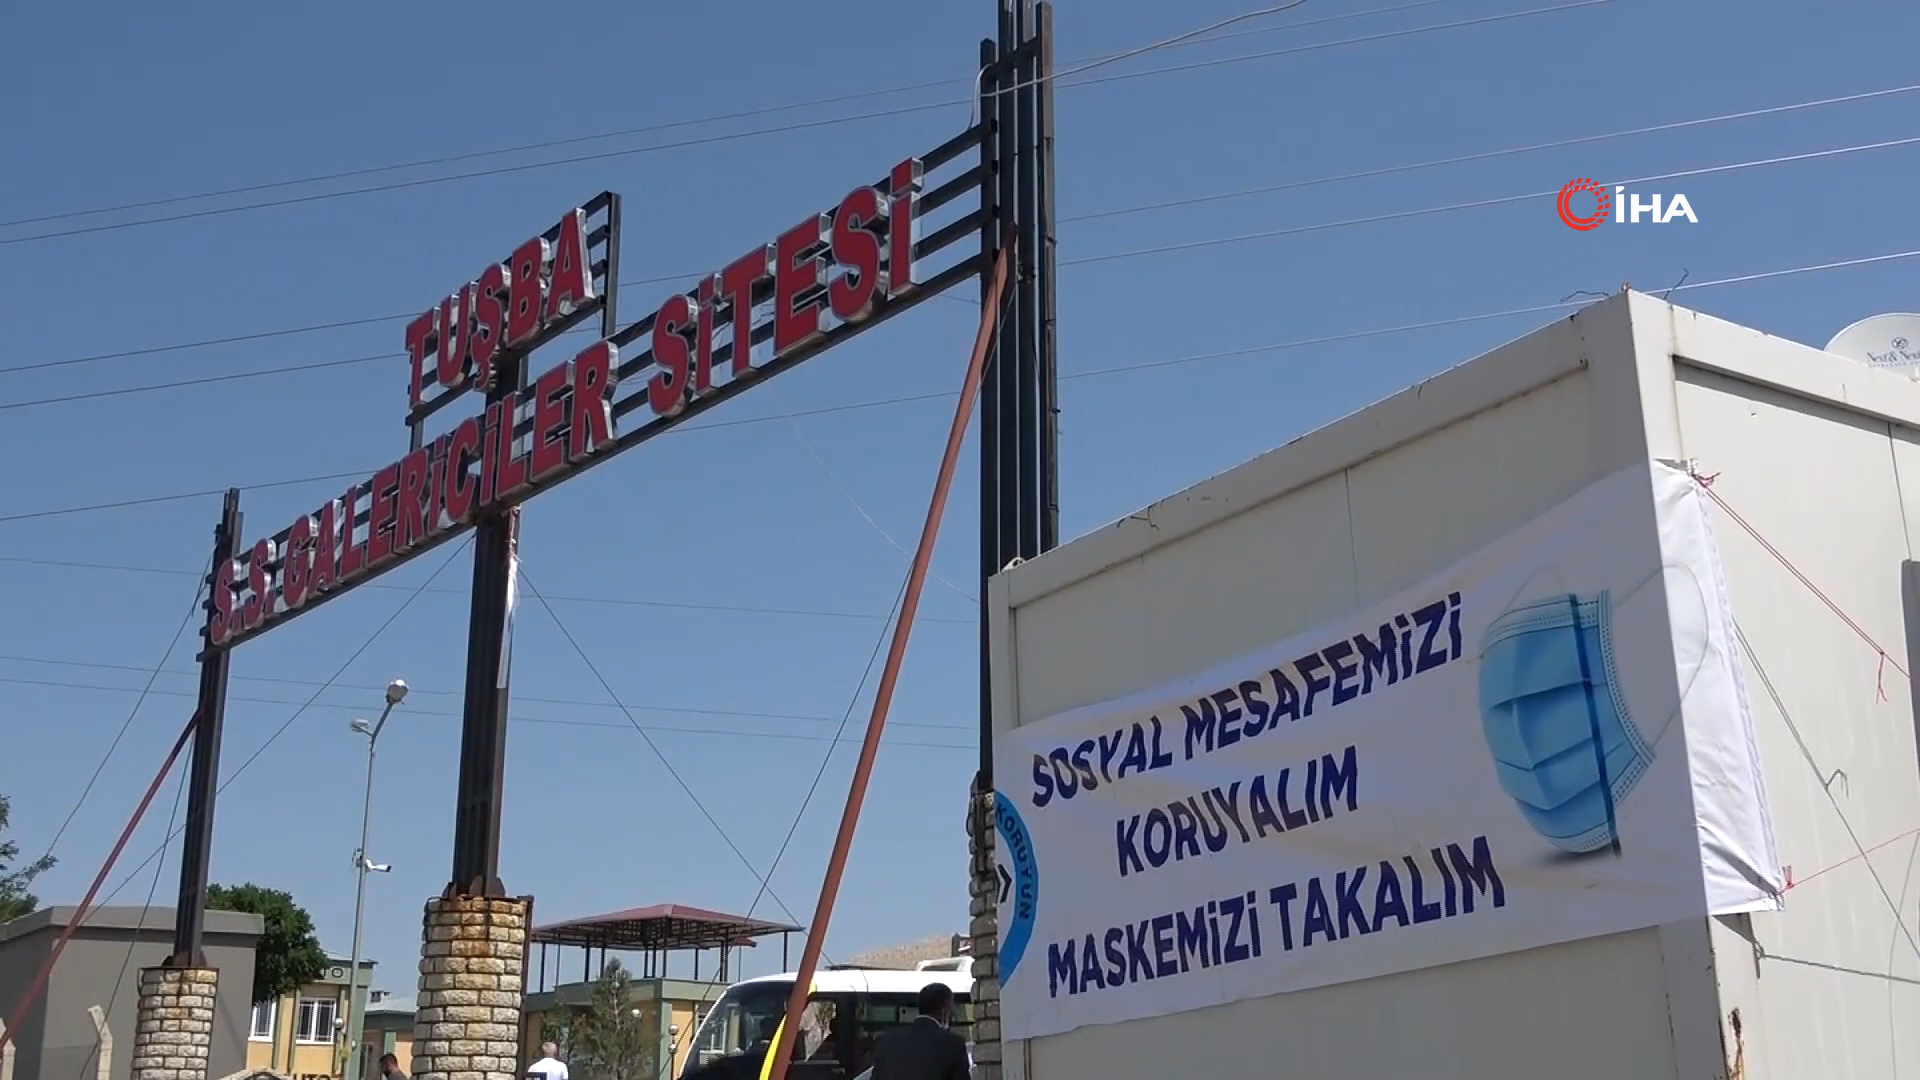 İHA
TUŞBA
S.S. GALERİCİLER SİTESİ
SOSYAL MESAFEMİZİ
KORUYALIM
MASKEMİZİ TAKALIM
KORUYUN